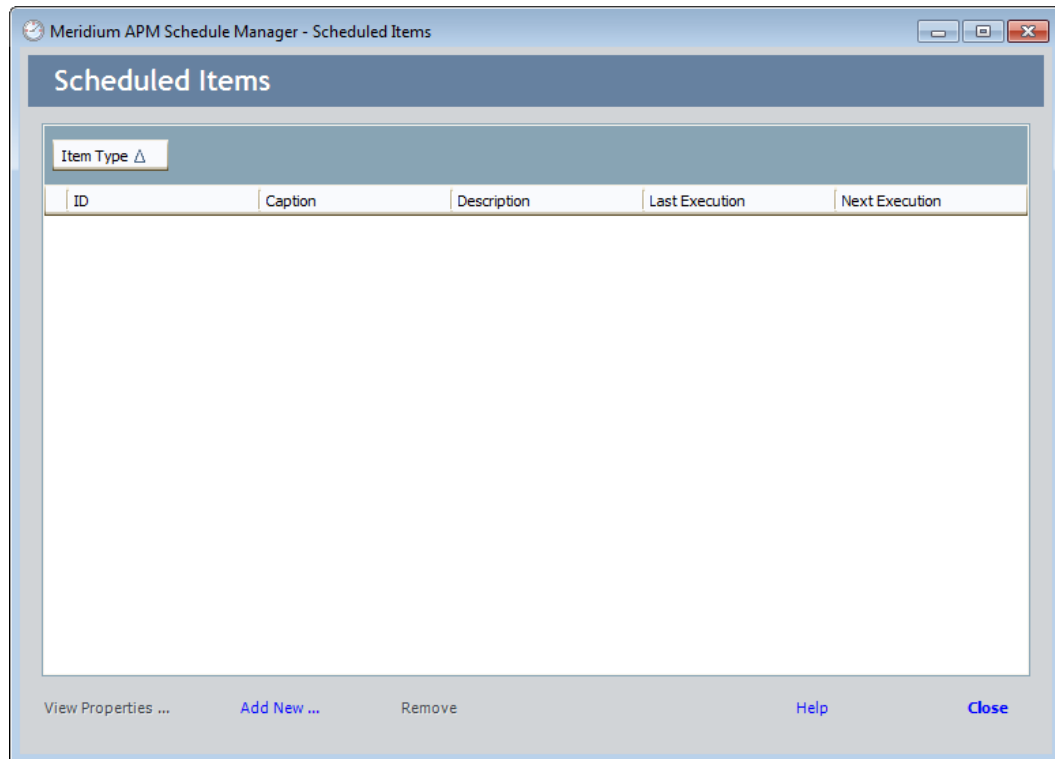 Meridium APM Schedule Manager - Scheduled Items
Scheduled Items
Item Type
ID Caption Description Last Execution Next Execution
View Properties ... Add New ... Remove Help Close